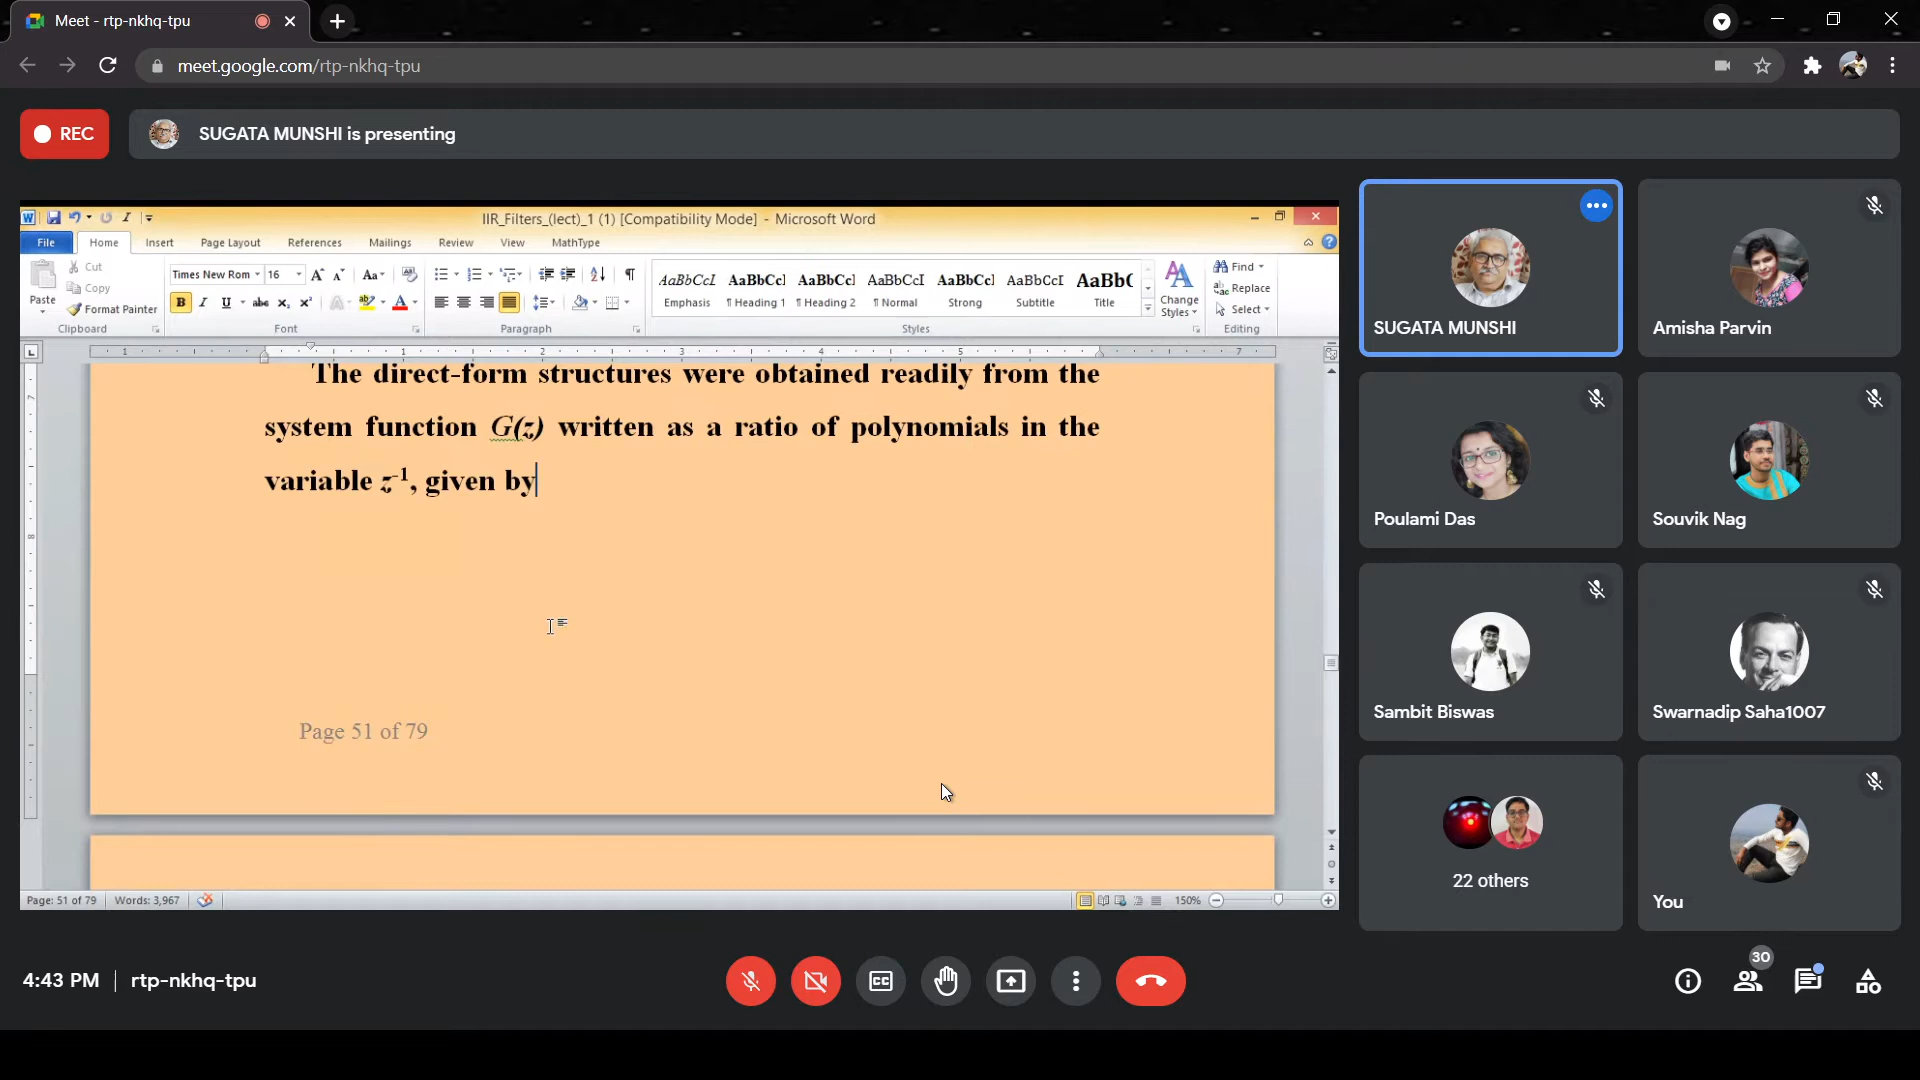 Meet - rtp-nkhq-tpu
meet.google.com/rtp-nkhq-tpu
REC
SUGATA MUNSHI is presenting
IIR_Filters_(lect)_1 (1) [Compatibility Mode] - Microsoft Word
File Home Insert Page Layout References Mailings Review View MathType
Paste
Cut
Copy
Format Painter
Clipboard
Times New Rom 16
Font
Paragraph
AaBbCcI AaBbCcI AaBbCcI AaBbCcI AaBbCcI AaBbCcI AaBb(
Emphasis ¶ Heading 1 ¶ Heading 2 ¶ Normal Strong Subtitle Title
Change Styles
Styles
Find
Replace
Select
Editing
The direct-form structures were obtained readily from the
system function G(z) written as a ratio of polynomials in the
variable z-1, given by
Page 51 of 79
Page: 51 of 79 Words: 3,967 150%
SUGATA MUNSHI
Amisha Parvin
Poulami Das
Souvik Nag
Sambit Biswas
Swarnadip Saha1007
22 others
You
4:43 PM rtp-nkhq-tpu
30